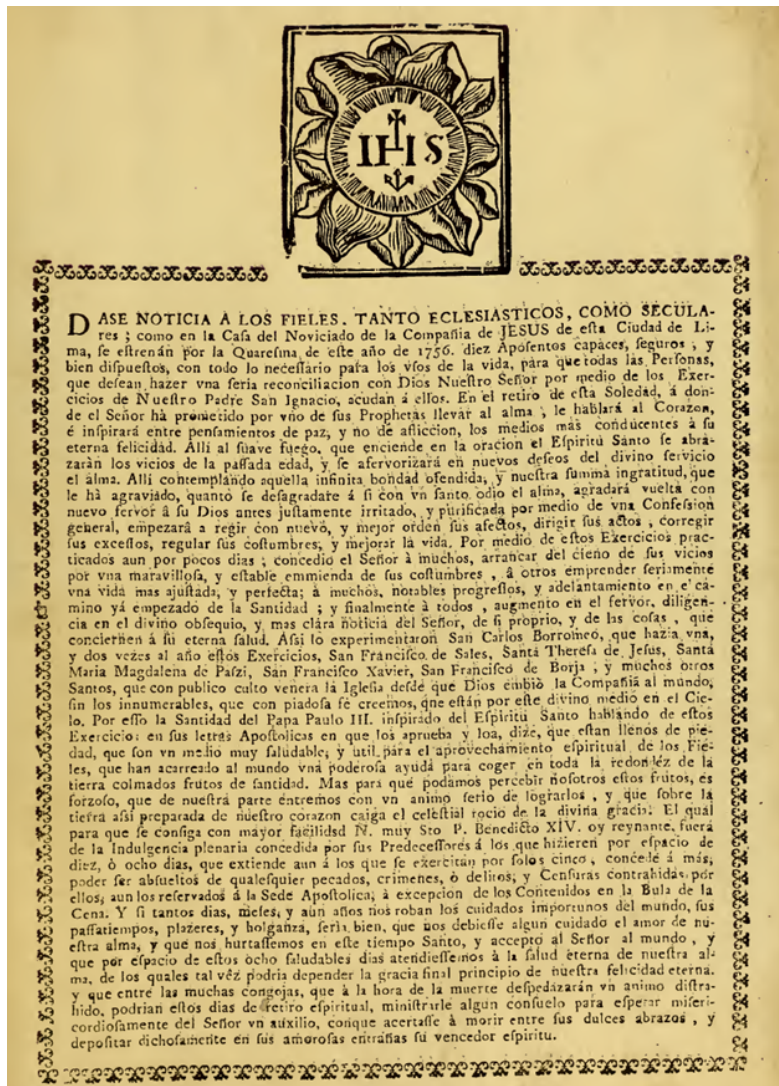 IHS
DASE NOTICIA A LOS FIELES. TANTO ECLESIASTICOS, COMO SECULA-
res ; como en la Caſa del Noviciado de la Compañia de JESUS de eſta Ciudad de Li-
ma, ſe eſtrenán por la Quareſma de eſte año de 1756. diez Apoſentos capaces, ſeguros , y
bien diſpueſtos, con todo lo neceſſario para los vſos de la vida, para que todas las Perſonas,
que deſean hazer vna ſeria reconciliacion con Dios Nueſtro Señor por medio de los Exer-
cicios de Nueſtro Padre San Ignacio, acudan á ellos. En el retiro de eſta Soledad, á don-
de el Señor hà prometido por vno de ſus Prophetas llevar al alma , le hablará al Corazon,
é inſpirará entre penſamientos de paz, y no de afliccion, los medios mas conducentes à ſu
eterna felicidad. Alli al ſuave fuego, que enciende en la oracion el Eſpiritu Santo ſe abra-
zarán los vicios de la paſſada edad, y ſe afervorizará en nuevos deſeos del divino ſervicio
el alma. Alli contemplando aquella infinita bondad ofendida, y nueſtra ſumma ingratitud, que
le hà agraviado, quanto ſe deſagradare á ſi con vn ſanto odio el alma, agradará vuelta con
nuevo fervor â ſu Dios antes juſtamente irritado, y purificada por medio de vna Confeſſion
general, empezará a regir con nuevo, y mejor orden ſus afectos, dirigir ſus actos , corregir
ſus exceſſos, regular ſus coſtumbres, y mejorar la vida. Por medio de eſtos Exercicios prac-
ticados aun por pocos dias ; concedio el Señor à muchos, arrancar del cieno de ſus vicios
por vna maravilloſa, y eſtable emmienda de ſus coſtumbres , â otros emprender ſeriamente
vna vida mas ajuſtada, y perfecta; à muchos, notables progreſſos, y adelantamiento en e' ca-
mino yá empezado de la Santidad ; y finalmente à todos , augmento en el fervor, diligen-
cia en el divino obſequio, y mas clára noticia del Señor, de ſi proprio, y de las coſas , que
conciernen á ſu eterna ſalud. Aſsi lo experimentaron San Carlos Borromeo, que hazia vna,
y dos vezes al año eſtos Exercicios, San Franciſco de Sales, Santa Thereſa de Jeſus, Santa
Maria Magdalena de Paſzi, San Franciſco Xavier, San Franciſco de Borja , y muchos otros
Santos, que con publico culto venera lá Igleſia deſde que Dios embió la Compañia al mundo,
ſin los innumerables, que con piadoſa fé creemos, que eſtán por eſte divino medio en el Cie-
lo. Por eſſo la Santidad del Papa Paulo III. inſpirado del Eſpiritu Santo hablando de eſtos
Exercicio: en ſus letras Apoſtolicas en que los aprueba y loa, dize, que eſtan llenos de pie-
dad, que ſon vn medio muy ſaludable; y util para el aprovechamiento eſpiritual de los Fie-
les, que han acarreado al mundo vna poderoſa ayuda para coger en toda la redondéz de la
tierra colmados frutos de ſantidad. Mas para qué podamos percebir noſotros eſtos frutos, es
forzoſo, que de nueſtra parte entremos con vn animo ſerio de lograrlos , y que ſobre la
tierra aſsi preparada de nueſtro corazon caiga el celeſtial rocio de la divina gracia. El qual
para que ſe conſiga con mayor facilidsd N. muy Sto P. Benedicto XIV. oy reynante, fuerá
de la Indulgencia plenaria concedida por ſus Predeceſſores á los que hizieren por eſpacio de
diez, ò ocho dias, que extiende aun á los que ſe exercitan por ſolos cinco , concede á más,
poder ſer abſueltos de qualeſquier pecados, crimenes, ò delitos; y Cenſuras contrahidas por
ellos, aun los reservados á la Sede Apoſtolica, à excepcion de los Contenidos en la Bula de la
Cena. Y ſi tantos dias, meſes, y aún años nos roban los cuidados importunos del mundo, ſus
paſſatiempos, plazeres, y holganza, ſeria bien, que nos debieſſe algun cuidado el amor de nu-
eſtra alma, y que nos hurtaſſemos en eſte tiempo Santo, y accepto al Señor al mundo , y
que por eſpacio de eſtos ocho ſaludables dias atendieſſemos à la ſalud eterna de nueſtra al-
ma, de los quales tal véz podria depender la gracia final principio de nueſtra felicidad eterna.
y que entre las muchas congojas, que à la hora de la muerte deſpedázarán vn animo diſtra-
hido, podrian eſtos dias de retiro eſpiritual, miniſtrarle algun conſuelo para eſperar miſeri-
cordioſamente del Señor vn auxilio, conque acertaſſe à morir entre ſus dulces abrazos , y
depoſitar dichoſamente en ſus amoroſas entrañas ſu vencedor eſpiritu.